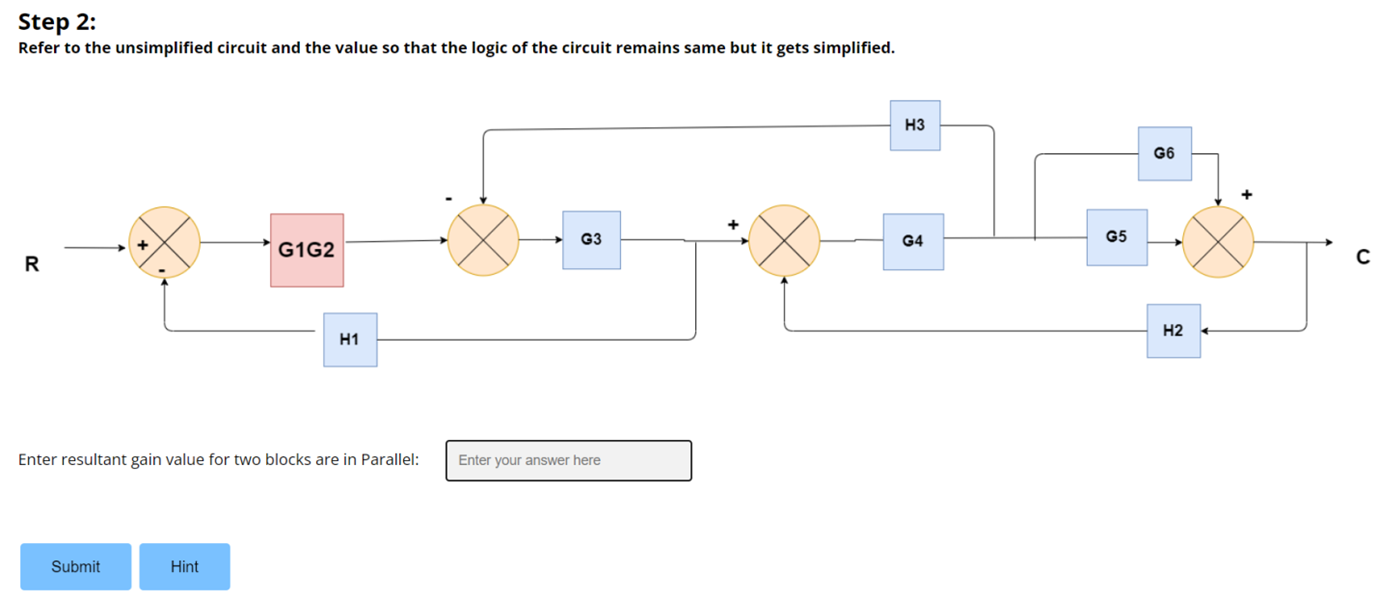 Step 2:
Refer to the unsimplified circuit and the value so that the logic of the circuit remains same but it gets simplified.
H3
G6
-
+
+
+
G1G2
G3
G4
G5
R
-
C
H1
H2
Enter resultant gain value for two blocks are in Parallel:
Enter your answer here
Submit
Hint